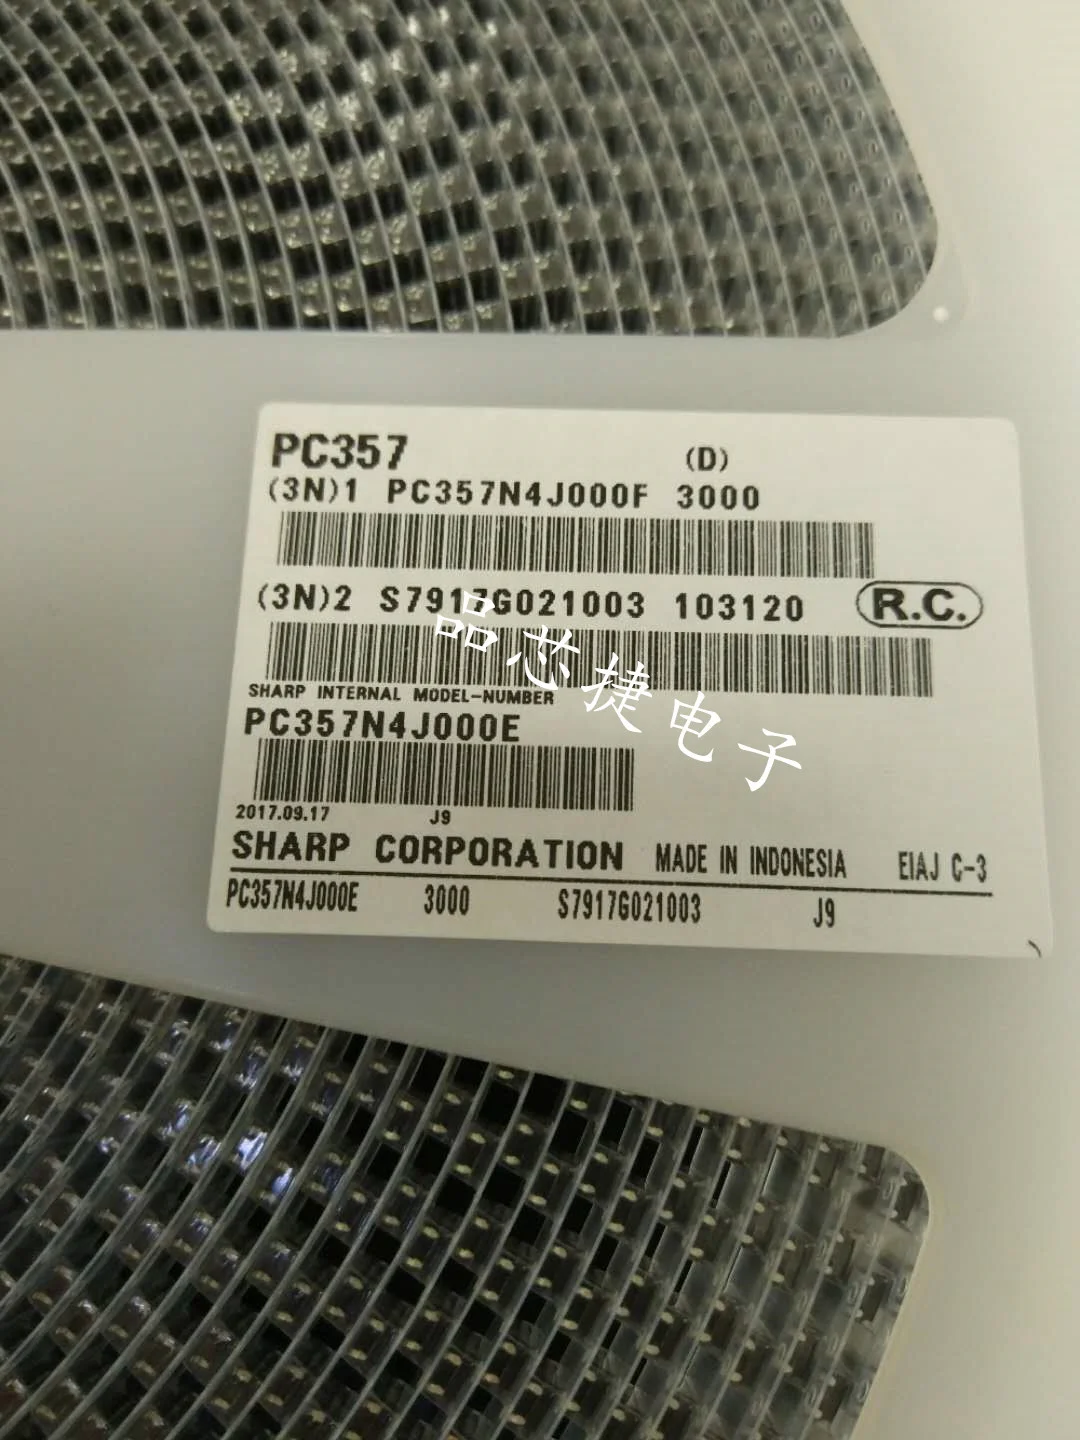 PC357 (D)
(3N)1 PC357N4J000F 3000
(3N)2 S7917G021003 103120 R.C.
品芯捷电子
SHARP INTERNAL MODEL-NUMBER
PC357N4J000E
2017.09.17 J9
SHARP CORPORATION MADE IN INDONESIA EIAJ C-3
PC357N4J000E 3000 S7917G021003 J9